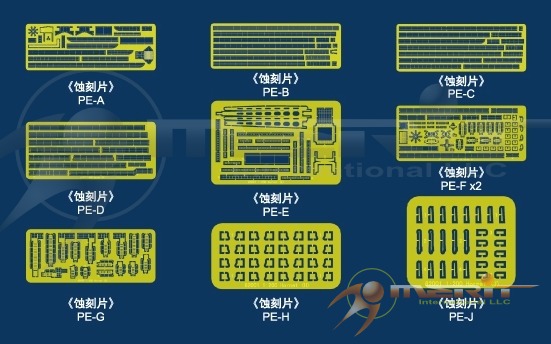 《蚀刻片》
PE-A
《蚀刻片》
PE-B
《蚀刻片》
PE-C
《蚀刻片》
PE-D
《蚀刻片》
PE-E
《蚀刻片》
PE-F x2
《蚀刻片》
PE-G
《蚀刻片》
PE-H
《蚀刻片》
PE-J
merit
International LLC